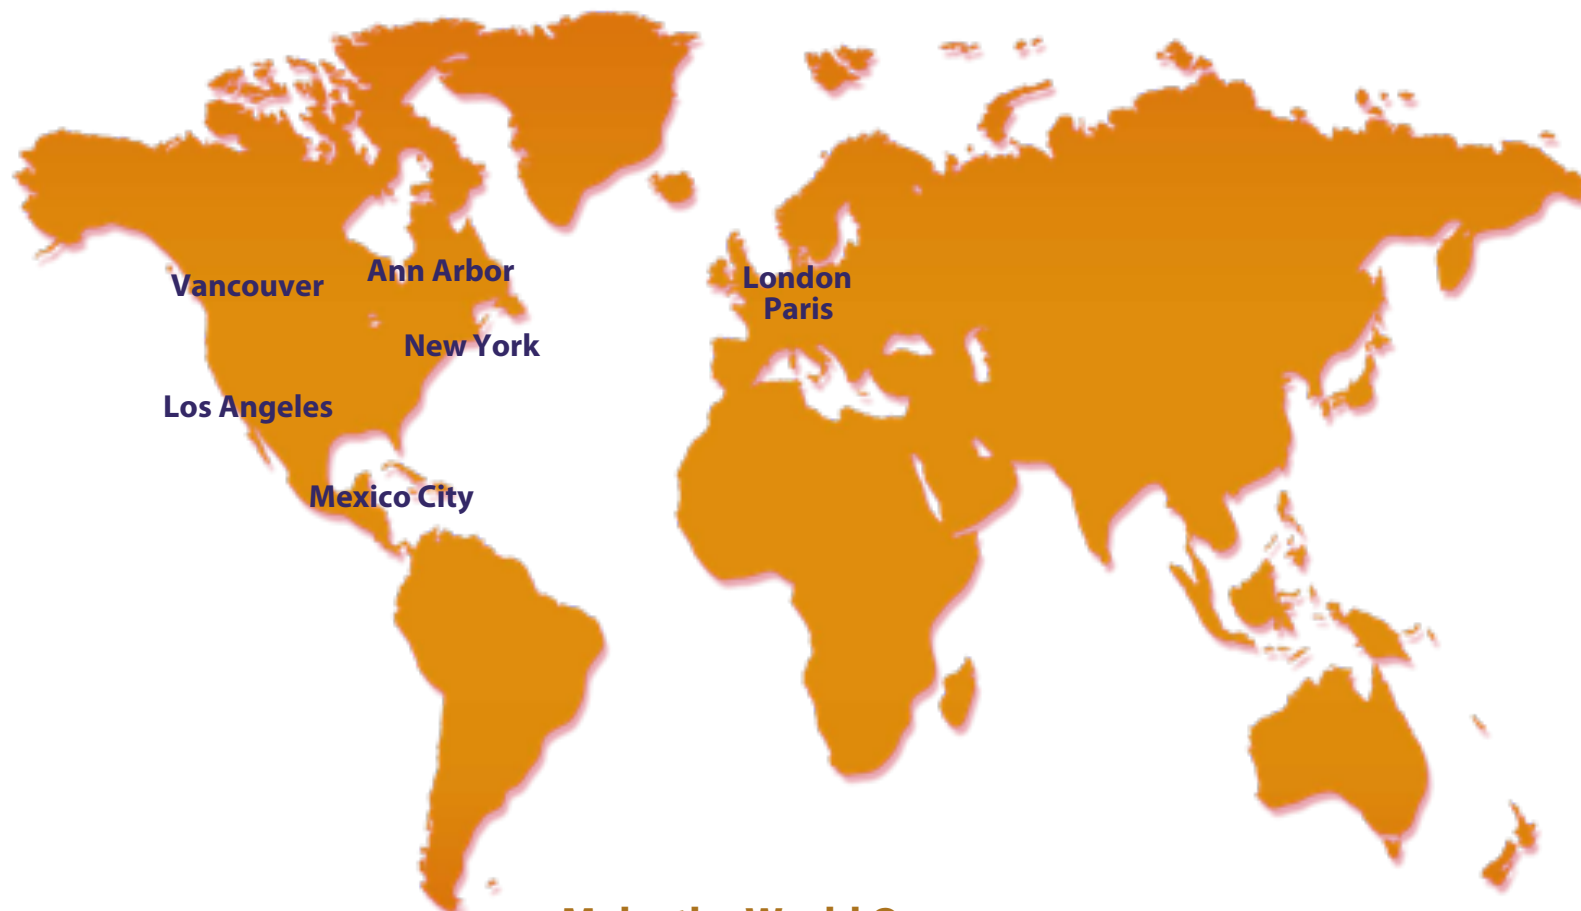 Ann Arbor
Vancouver
London
Paris
New York
Los Angeles
Mexico City